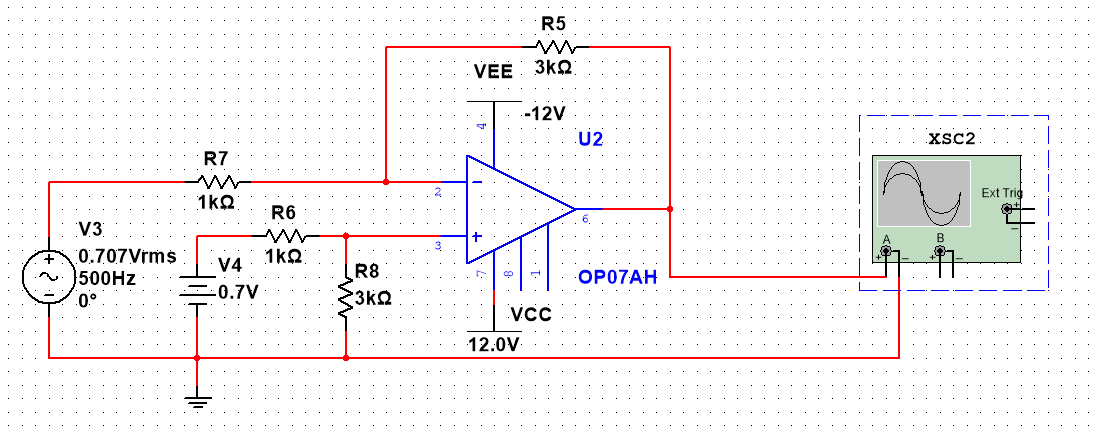 R5
3kΩ
VEE
-12V
4
U2
XSC2
Ext Trig
+
−
R7
1kΩ
2
−
R6
1kΩ
3
+
6
A
B
+
−
+
−
V3
0.707Vrms
500Hz
0°
+
−
V4
0.7V
R8
3kΩ
7
8
1
OP07AH
VCC
12.0V